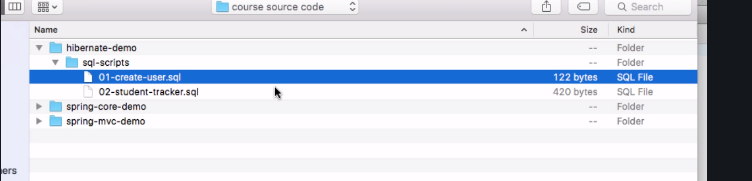 course source code
Search
Name Size Kind
hibernate-demo -- Folder
sql-scripts -- Folder
01-create-user.sql 122 bytes SQL File
02-student-tracker.sql 420 bytes SQL File
spring-core-demo -- Folder
spring-mvc-demo -- Folder
ers